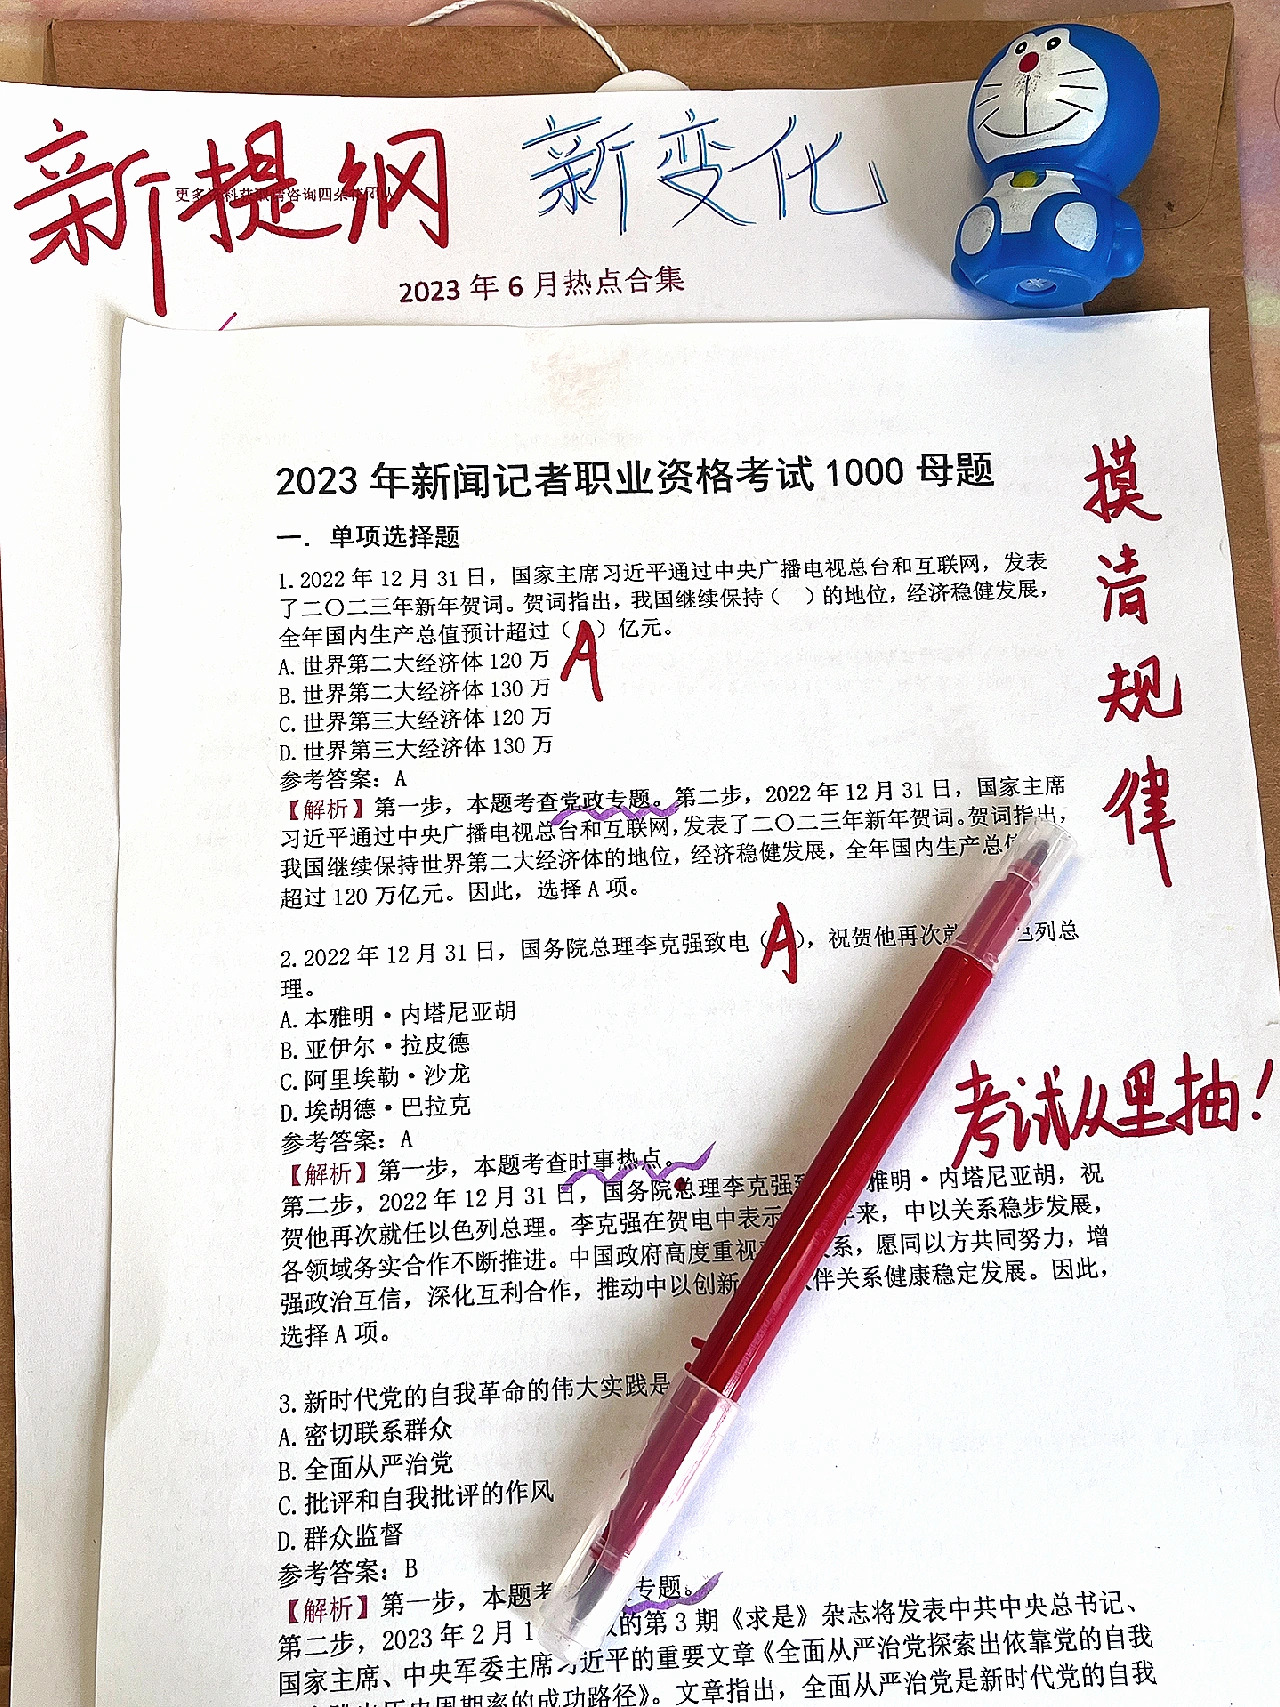 新提纲 新变化
2023 年 6 月热点合集
摸清规律
2023 年新闻记者职业资格考试 1000 母题
一. 单项选择题
1.2022 年 12 月 31 日，国家主席习近平通过中央广播电视总台和互联网，发表
了二〇二三年新年贺词。贺词指出，我国继续保持（ ）的地位，经济稳健发展，
全年国内生产总值预计超过（ ）亿元。
A
A. 世界第二大经济体 120 万
B. 世界第二大经济体 130 万
C. 世界第三大经济体 120 万
D. 世界第三大经济体 130 万
参考答案：A
【解析】第一步，本题考查党政专题。第二步，2022 年 12 月 31 日，国家主席
习近平通过中央广播电视总台和互联网，发表了二〇二三年新年贺词。贺词指出，
我国继续保持世界第二大经济体的地位，经济稳健发展，全年国内生产总
超过 120 万亿元。因此，选择 A 项。
2.2022 年 12 月 31 日，国务院总理李克强致电（A），祝贺他再次就 色列总
理。
A. 本雅明·内塔尼亚胡
B. 亚伊尔·拉皮德
C. 阿里埃勒·沙龙
D. 埃胡德·巴拉克
参考答案：A
考试从里抽！
【解析】第一步，本题考查时事热点。
第二步，2022 年 12 月 31 日，国务院总理李克强 雅明·内塔尼亚胡，祝
贺他再次就任以色列总理。李克强在贺电中表示 来，中以关系稳步发展，
各领域务实合作不断推进。中国政府高度重视 关系，愿同以方共同努力，增
强政治互信，深化互利合作，推动中以创新 伴关系健康稳定发展。因此，
选择 A 项。
3. 新时代党的自我革命的伟大实践是
A. 密切联系群众
B. 全面从严治党
C. 批评和自我批评的作风
D. 群众监督
参考答案：B
【解析】第一步，本题考 专题。
第二步，2023 年 2 月 1 的第 3 期《求是》杂志将发表中共中央总书记、
国家主席、中央军委主席习近平的重要文章《全面从严治党探索出依靠党的自我
历史周期率的成功路径》。文章指出，全面从严治党是新时代党的自我